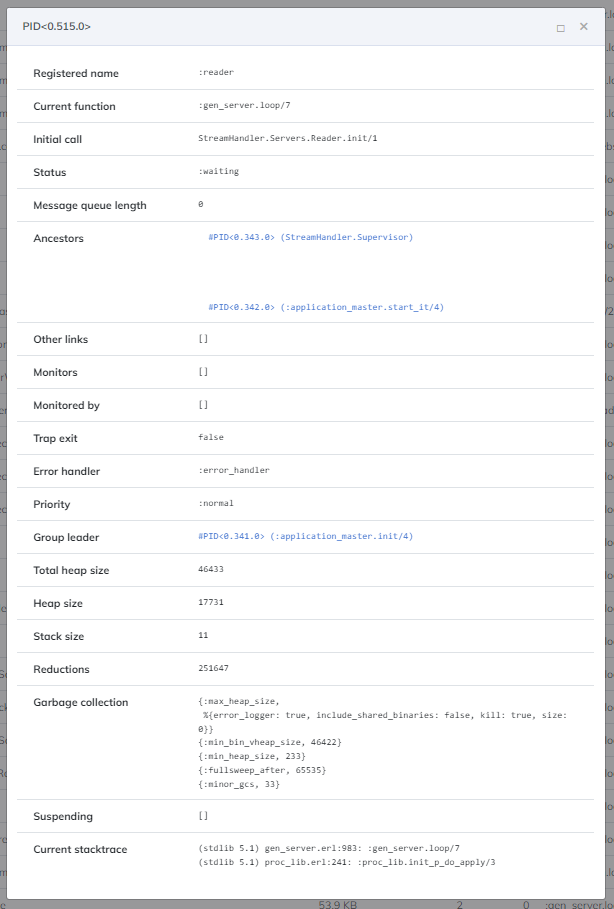 PID<0.515.0>
Registered name :reader
Current function :gen_server.loop/7
Initial call StreamHandler.Servers.Reader.init/1
Status :waiting
Message queue length 0
Ancestors #PID<0.343.0> (StreamHandler.Supervisor)
#PID<0.342.0> (:application_master.start_it/4)
Other links []
Monitors []
Monitored by []
Trap exit false
Error handler :error_handler
Priority :normal
Group leader #PID<0.341.0> (:application_master.init/4)
Total heap size 46433
Heap size 17731
Stack size 11
Reductions 251647
Garbage collection {:max_heap_size,
%{error_logger: true, include_shared_binaries: false, kill: true, size:
0}}
{:min_bin_vheap_size, 46422}
{:min_heap_size, 233}
{:fullsweep_after, 65535}
{:minor_gcs, 33}
Suspending []
Current stacktrace (stdlib 5.1) gen_server.erl:983: :gen_server.loop/7
(stdlib 5.1) proc_lib.erl:241: :proc_lib.init_p_do_apply/3
53.9 KB 2 0 :gen_server.lo